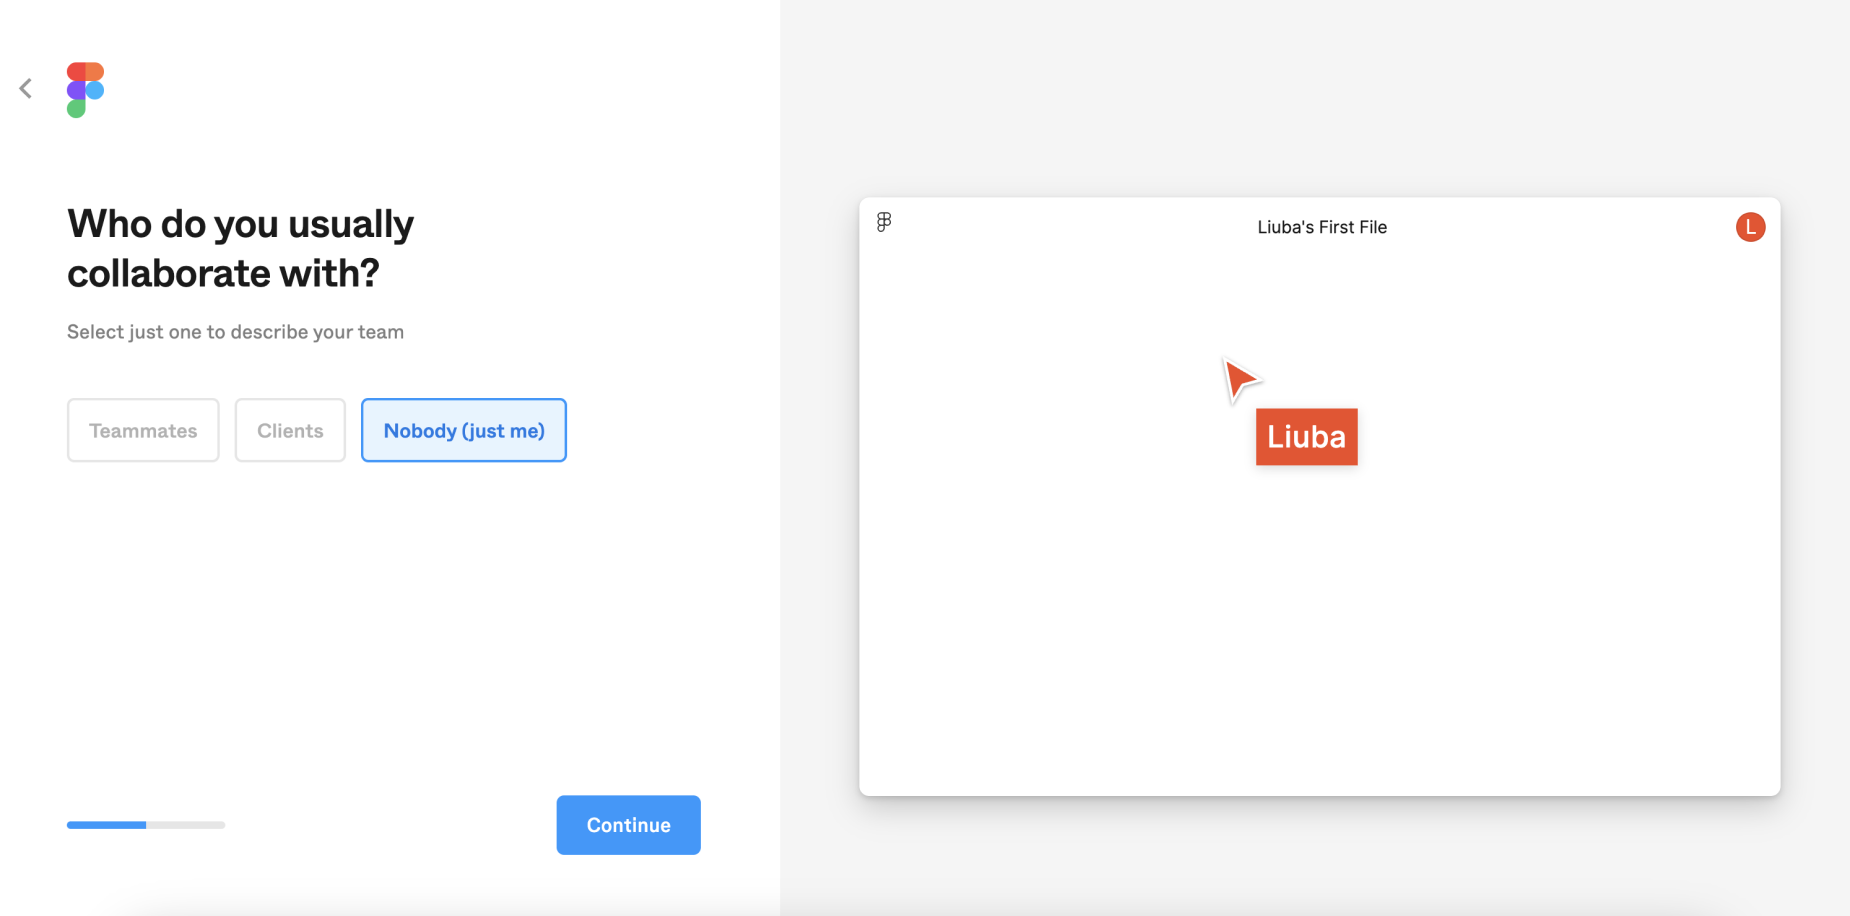 Who do you usually
collaborate with?
Select just one to describe your team
Teammates
Clients
Nobody (just me)
Continue
Liuba's First File
L
Liuba